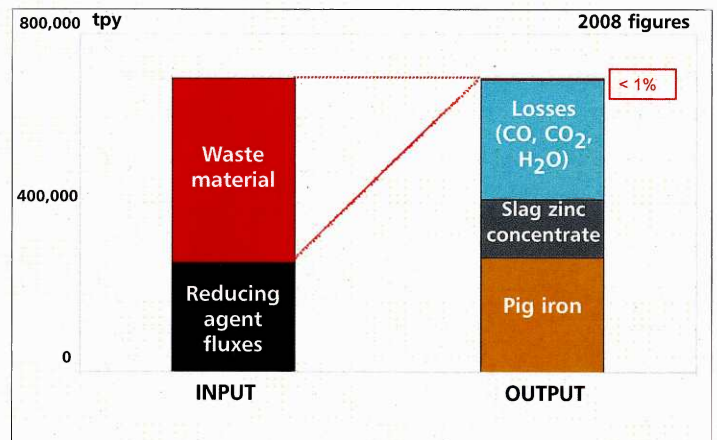 800,000 tpy
2008 figures
< 1%
Losses
(CO, CO2,
H2O)
Waste
material
400,000
Slag zinc
concentrate
Reducing
agent
fluxes
Pig iron
0
INPUT
OUTPUT